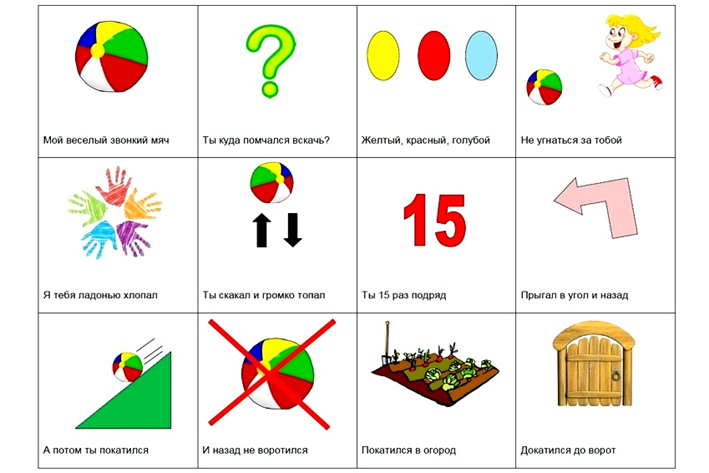 Мой веселый звонкий мяч
Ты куда помчался вскачь?
Желтый, красный, голубой
Не угнаться за тобой
Я тебя ладонью хлопал
Ты скакал и громко топал
15
Ты 15 раз подряд
Прыгал в угол и назад
А потом ты покатился
И назад не воротился
Покатился в огород
Докатился до ворот